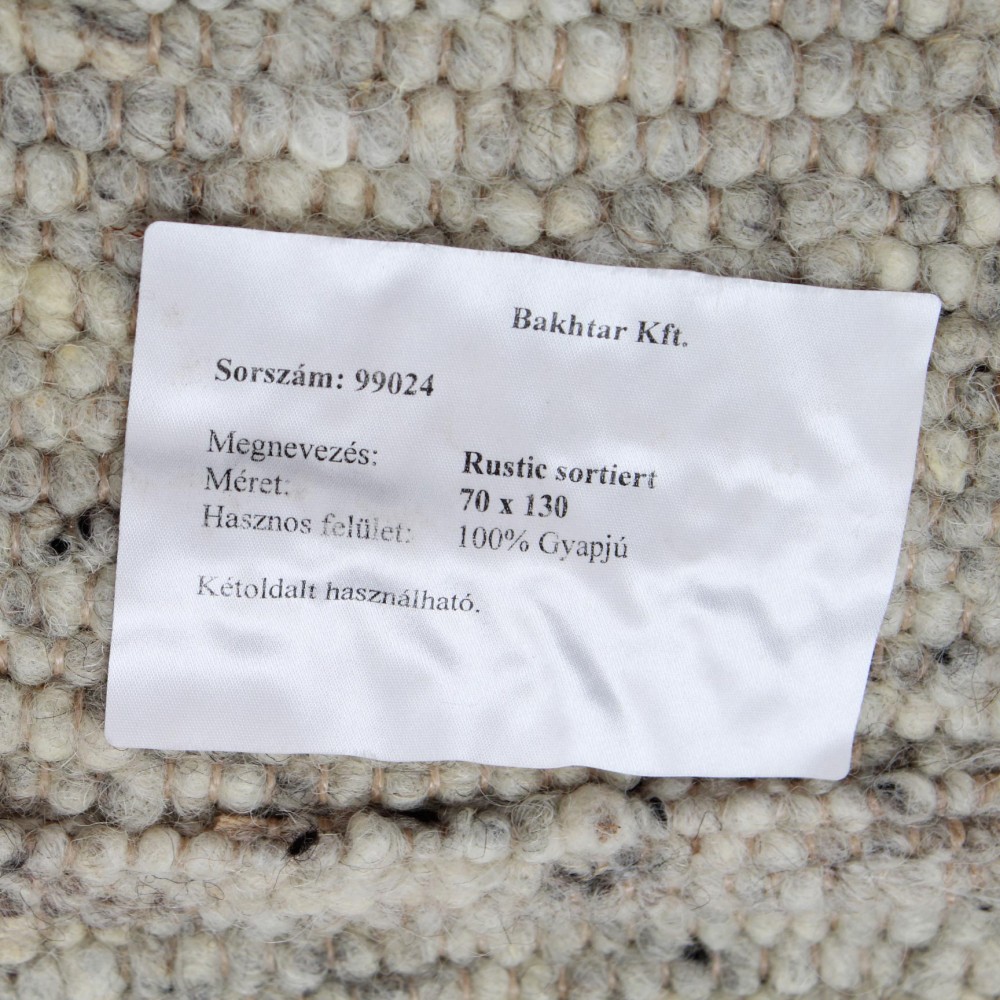 Bakhtar Kft.
Sorszám: 99024
Megnevezés: Rustic sortiert
Méret: 70 x 130
Hasznos felület: 100% Gyapjú
Kétoldalt használható.